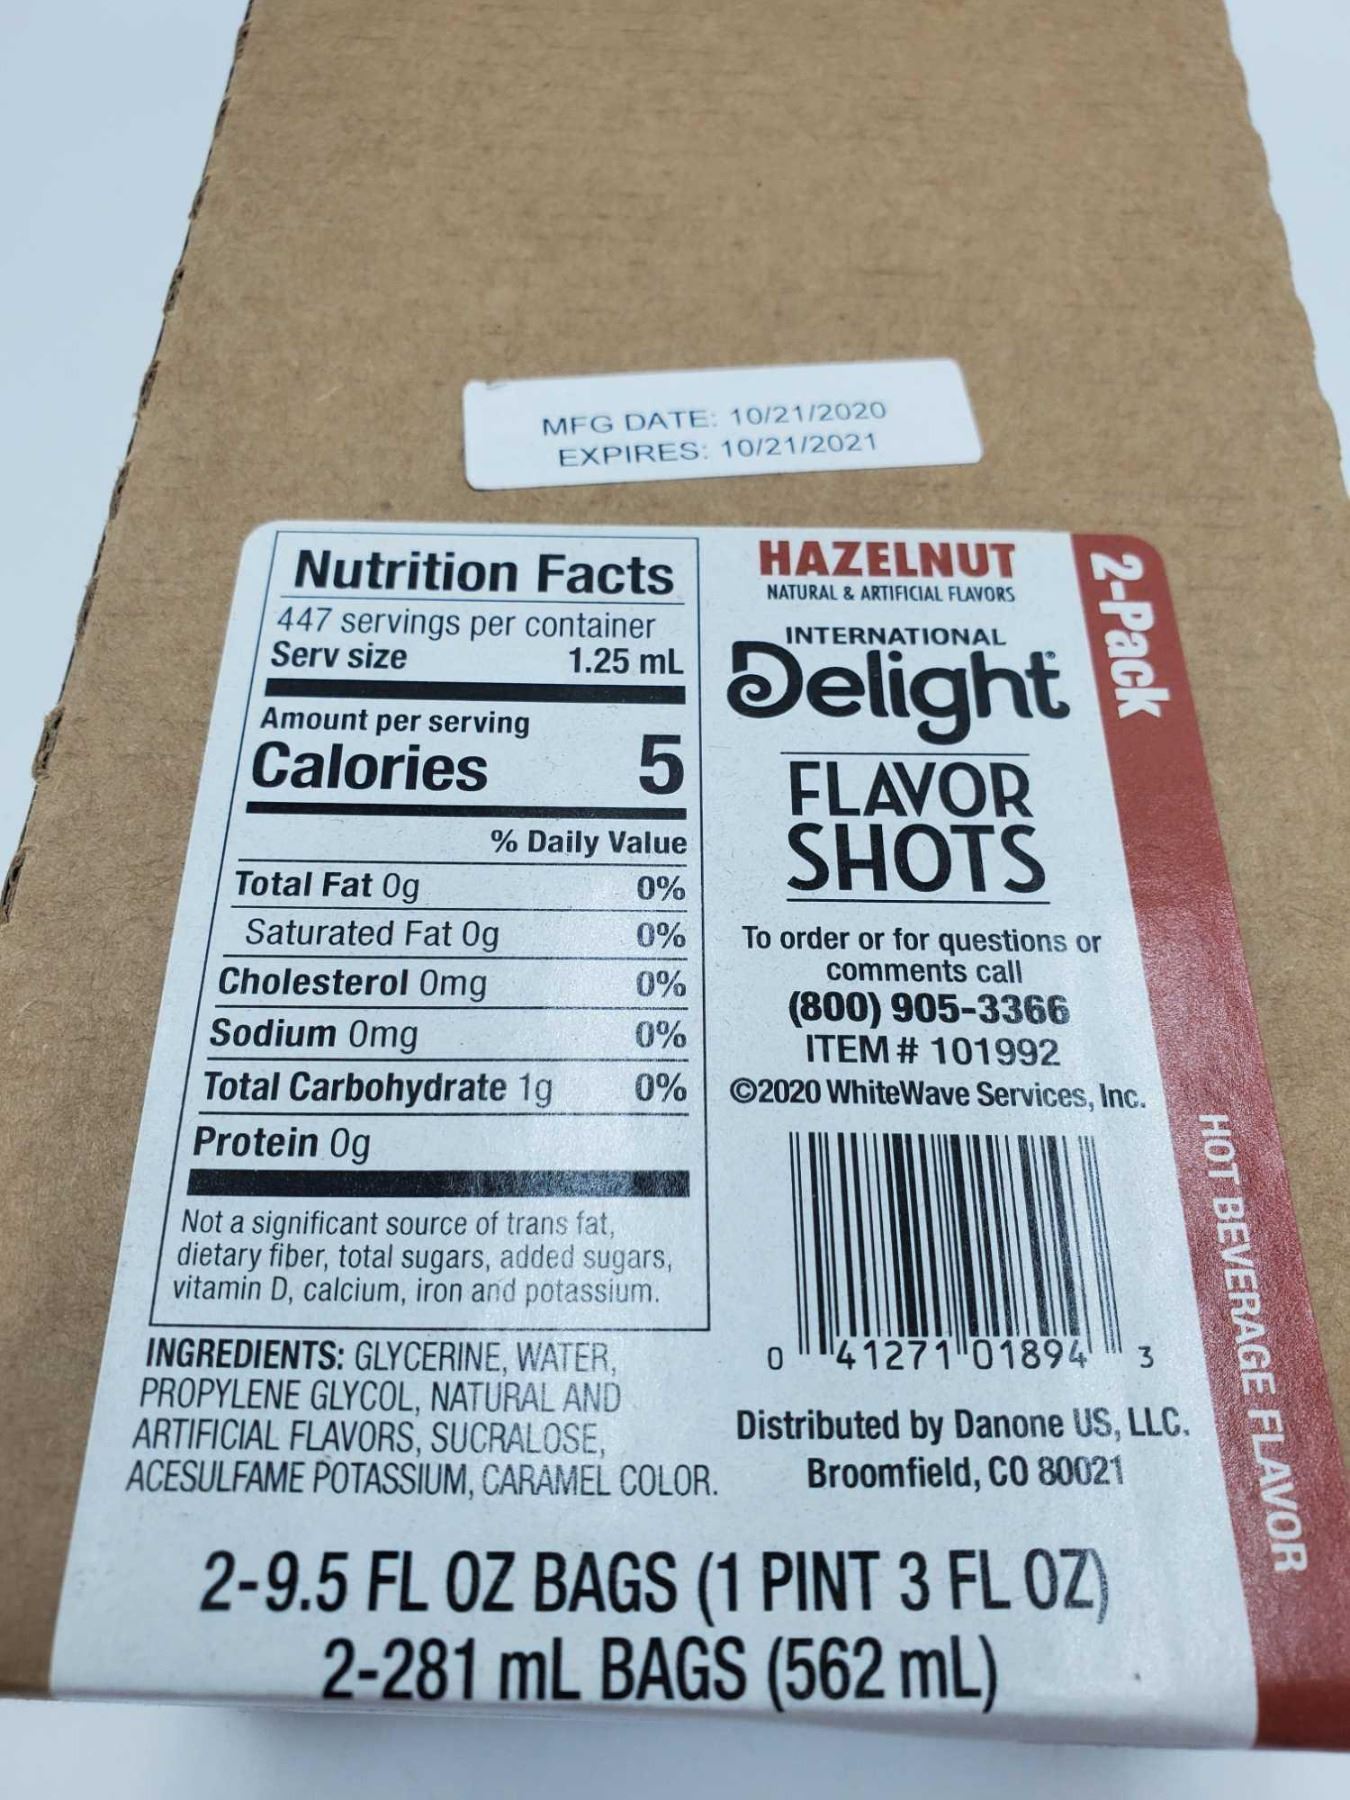 MFG DATE: 10/21/2020
EXPIRES: 10/21/2021
Nutrition Facts
447 servings per container
Serv size 1.25 mL
Amount per serving
Calories 5
% Daily Value
Total Fat 0g 0%
Saturated Fat 0g 0%
Cholesterol 0mg 0%
Sodium 0mg 0%
Total Carbohydrate 1g 0%
Protein 0g
Not a significant source of trans fat,
dietary fiber, total sugars, added sugars,
vitamin D, calcium, iron and potassium.
INGREDIENTS: GLYCERINE, WATER,
PROPYLENE GLYCOL, NATURAL AND
ARTIFICIAL FLAVORS, SUCRALOSE,
ACESULFAME POTASSIUM, CARAMEL COLOR.
HAZELNUT
NATURAL & ARTIFICIAL FLAVORS
INTERNATIONAL
Delight®
FLAVOR
SHOTS
To order or for questions or
comments call
(800) 905-3366
ITEM # 101992
©2020 WhiteWave Services, Inc.
0 41271 01894 3
Distributed by Danone US, LLC.
Broomfield, CO 80021
2-Pack
HOT BEVERAGE FLAVOR
2-9.5 FL OZ BAGS (1 PINT 3 FL OZ)
2-281 mL BAGS (562 mL)